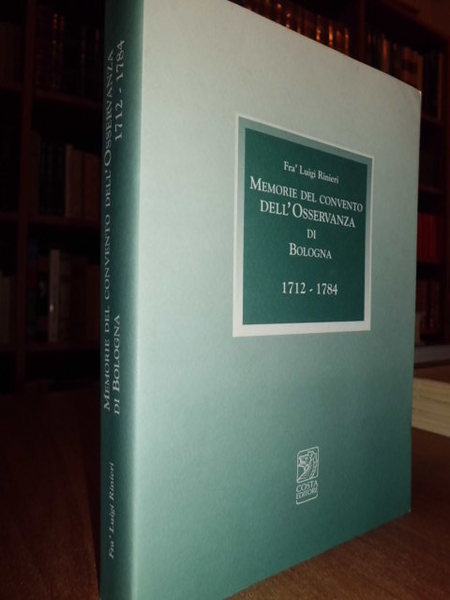 Fra' Luigi Rinieri
MEMORIE DEL CONVENTO
DELL'OSSERVANZA
DI
BOLOGNA
1712 - 1784
COSTA
EDITORE
MEMORIE DEL CONVENTO DELL'OSSERVANZA
DI BOLOGNA
1712 - 1784
Fra' Luigi Rinieri